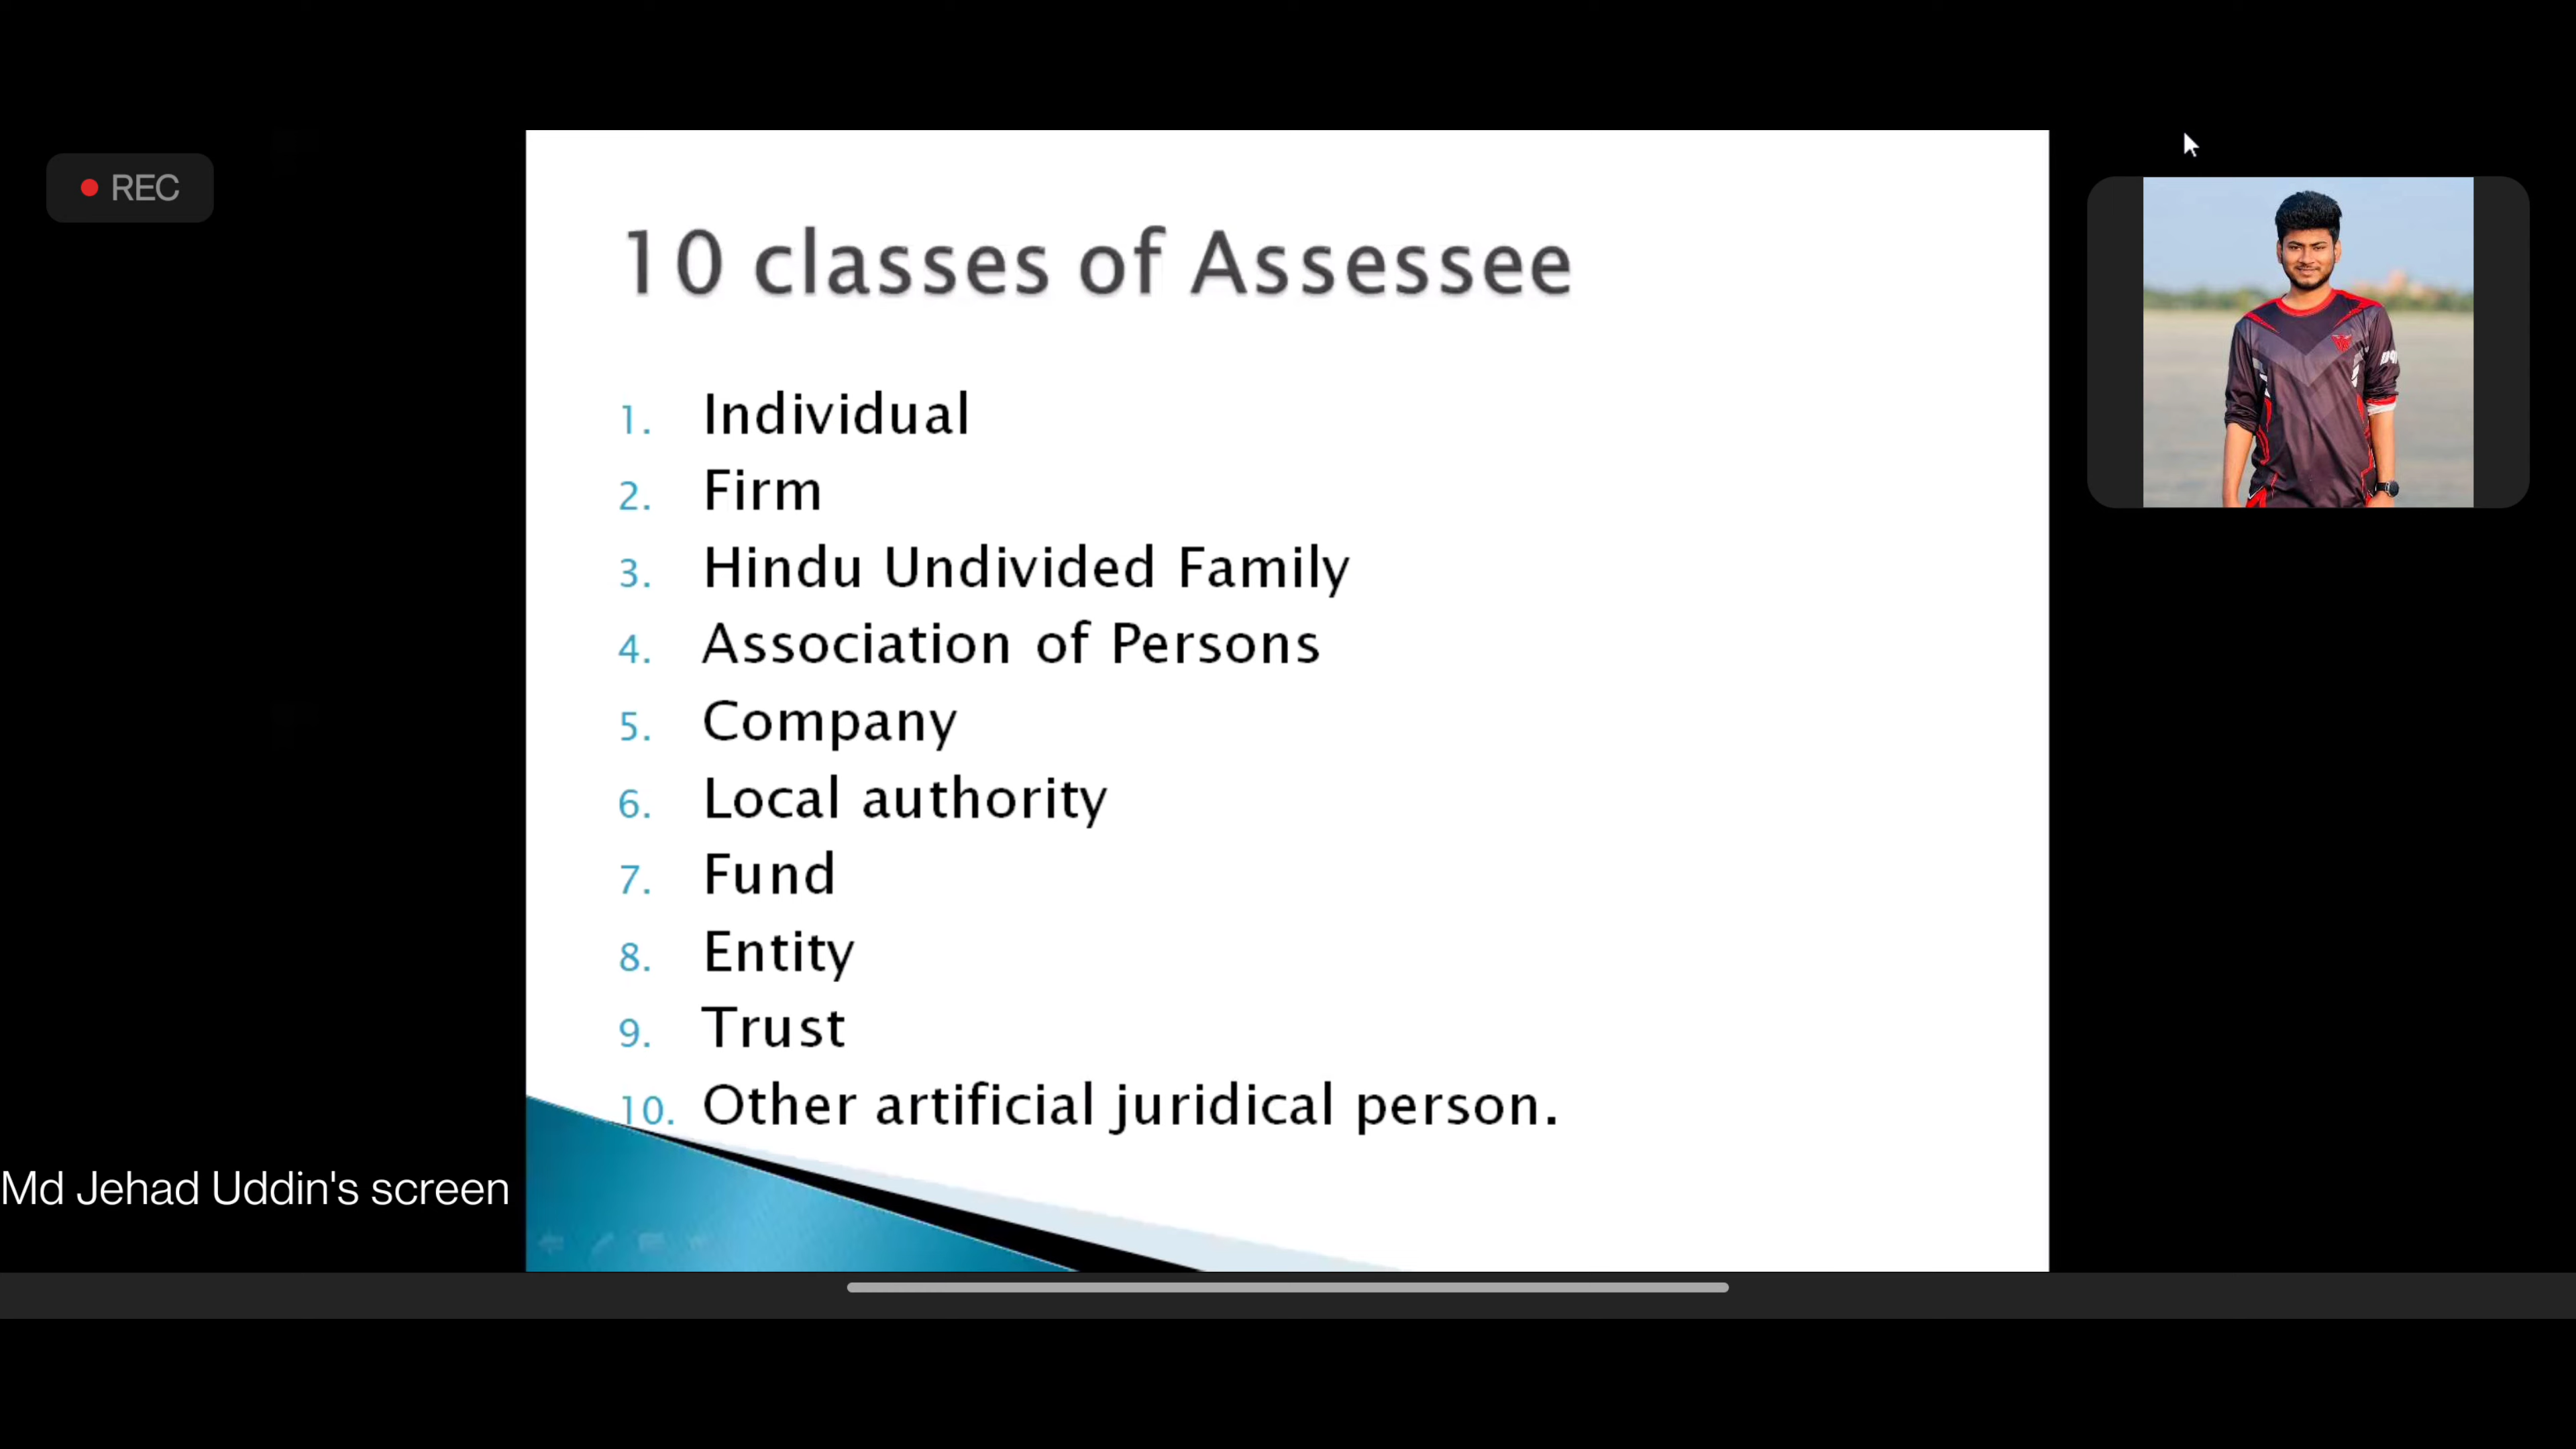 REC
10 classes of Assessee
1. Individual
2. Firm
3. Hindu Undivided Family
4. Association of Persons
5. Company
6. Local authority
7. Fund
8. Entity
9. Trust
10. Other artificial juridical person.
Md Jehad Uddin's screen